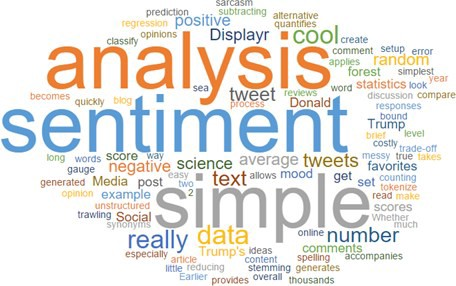 sarcasm
prediction subtracting alternative
regression positive quantifies
opinions Displayr cool create
classify comment setup error
analysis applies random
sea word forest simplest
becomes quickly blog tweet reviews statistics look year
process Donald discussion compare
responses
sentiment bound
Trump
brief costly level
long words score way average tweets messy trade-off
gauge negative science favorites true takes
generated Media post easy text allows mood get set counting
opinion example two 2 tokenize
unstructured simple read make
trawling Social scores Whether
synonyms really data online number much
especially Trump's ideas comments
article content spelling accompanies
little reducing stemming generates
Earlier provides overall thousands